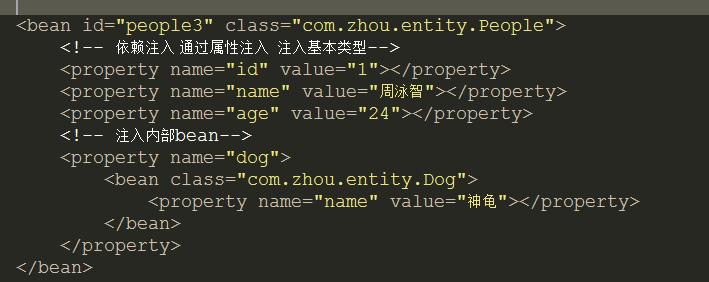 <bean id="people3" class="com.zhou.entity.People">
<!-- 依赖注入 通过属性注入 注入基本类型-->
<property name="id" value="1"></property>
<property name="name" value="周泳智"></property>
<property name="age" value="24"></property>
<!-- 注入内部bean-->
<property name="dog">
<bean class="com.zhou.entity.Dog">
<property name="name" value="神龟"></property>
</bean>
</property>
</bean>